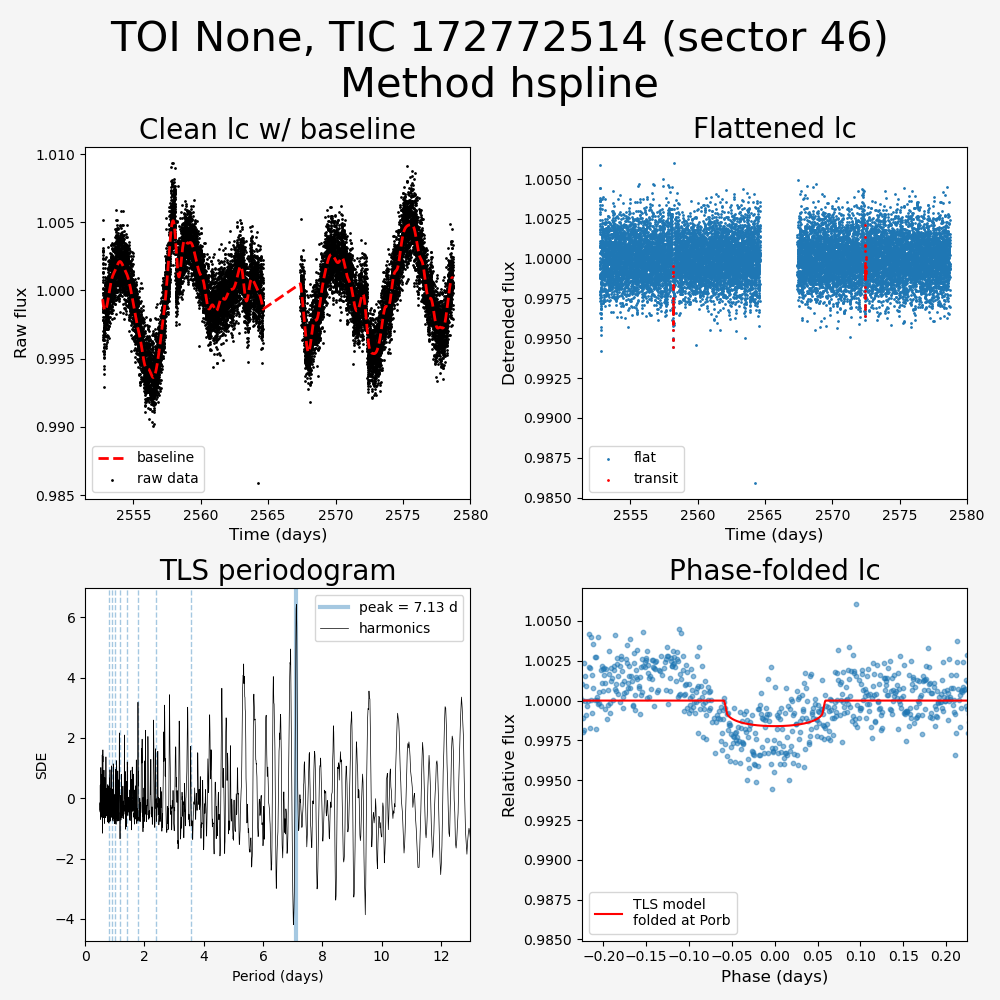 TOI None, TIC 172772514 (sector 46)
Method hspline
Clean lc w/ baseline
Flattened lc
1.010
1.005
1.000
0.995
0.990
0.985
Raw flux
baseline
raw data
2555
2560
2565
2570
2575
2580
Time (days)
1.0050
1.0025
1.0000
0.9975
0.9950
0.9925
0.9900
0.9875
0.9850
Detrended flux
flat
transit
2555
2560
2565
2570
2575
2580
Time (days)
TLS periodogram
Phase-folded lc
6
4
2
0
−2
−4
SDE
peak = 7.13 d
harmonics
0
2
4
6
8
10
12
Period (days)
1.0050
1.0025
1.0000
0.9975
0.9950
0.9925
0.9900
0.9875
0.9850
Relative flux
TLS model
folded at Porb
−0.20
−0.15
−0.10
−0.05
0.00
0.05
0.10
0.15
0.20
Phase (days)